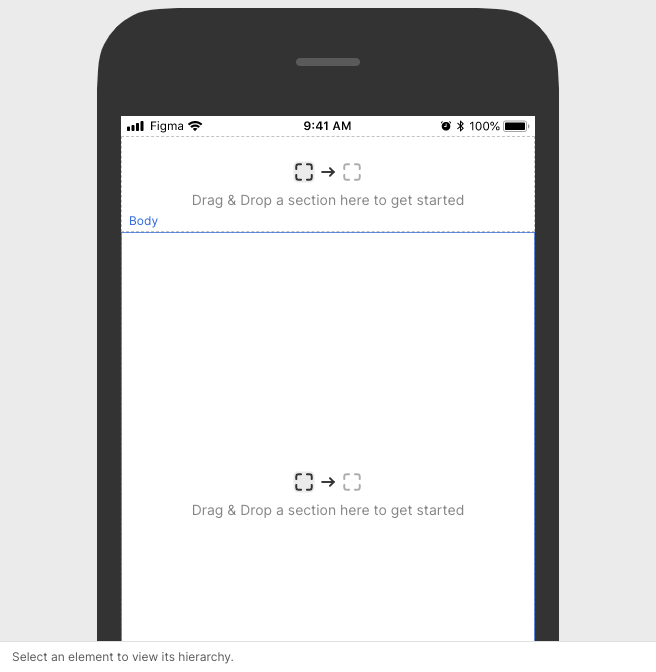 Figma 9:41 AM 100%
Drag & Drop a section here to get started
Body
Drag & Drop a section here to get started
Select an element to view its hierarchy.